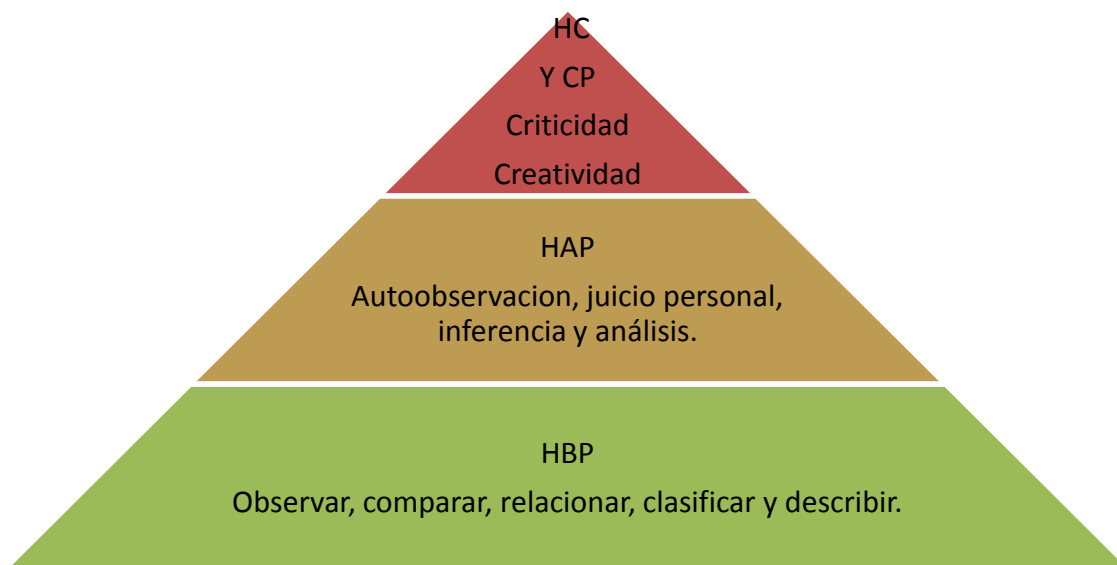 HC
Y CP
Criticidad
Creatividad
HAP
Autoobservacion, juicio personal,
inferencia y análisis.
HBP
Observar, comparar, relacionar, clasificar y describir.